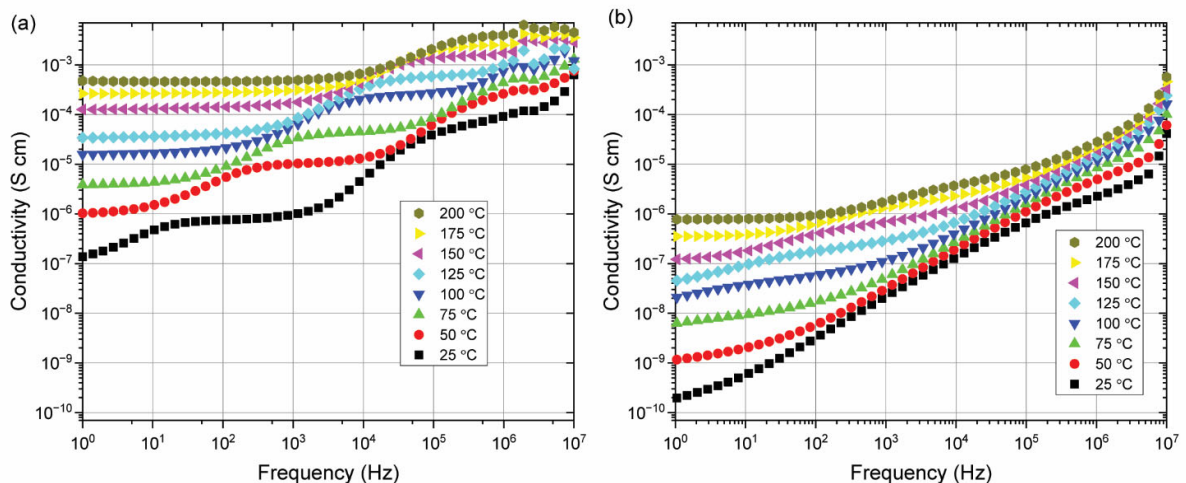 (a)
Conductivity (S cm)
10⁻³
10⁻⁴
10⁻⁵
10⁻⁶
10⁻⁷
10⁻⁸
10⁻⁹
10⁻¹⁰
200 °C
175 °C
150 °C
125 °C
100 °C
75 °C
50 °C
25 °C
10⁰ 10¹ 10² 10³ 10⁴ 10⁵ 10⁶ 10⁷
Frequency (Hz)
(b)
Conductivity (S cm)
10⁻³
10⁻⁴
10⁻⁵
10⁻⁶
10⁻⁷
10⁻⁸
10⁻⁹
10⁻¹⁰
200 °C
175 °C
150 °C
125 °C
100 °C
75 °C
50 °C
25 °C
10⁰ 10¹ 10² 10³ 10⁴ 10⁵ 10⁶ 10⁷
Frequency (Hz)